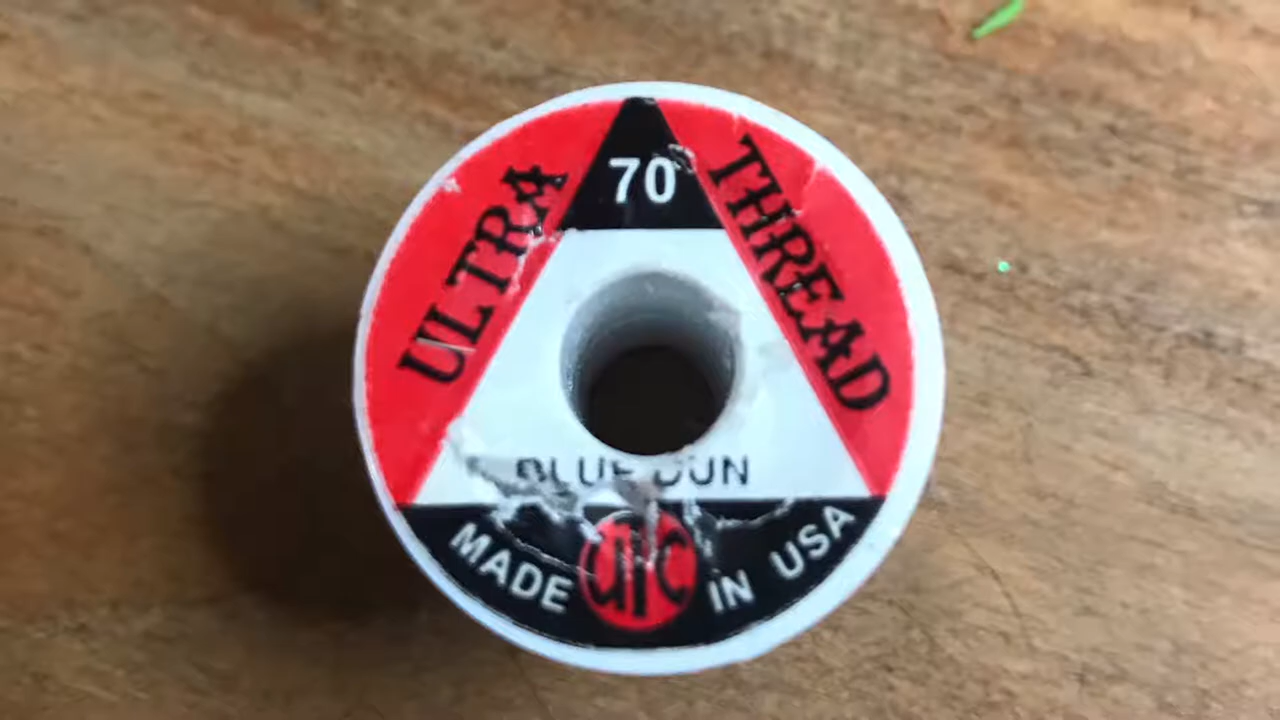 70
ULTRA
THREAD
BLUE DUN
MADE
UTC
IN USA